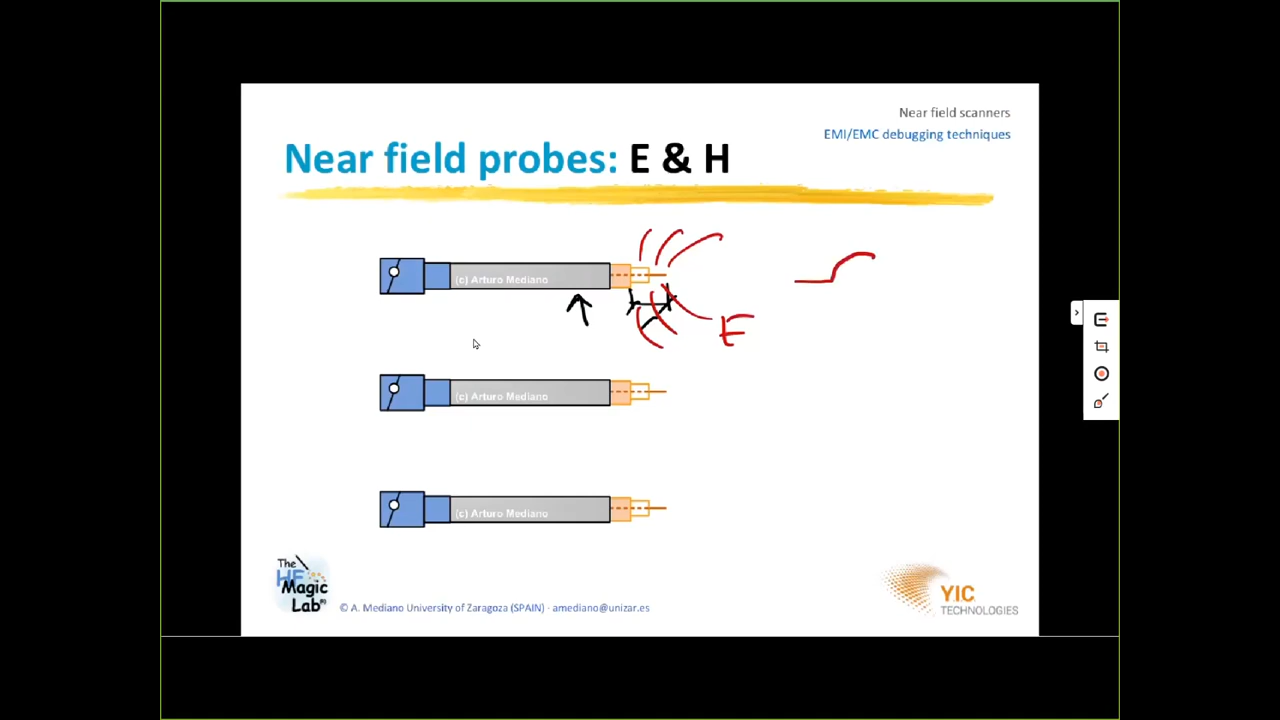 Near field scanners
EMI/EMC debugging techniques
Near field probes: E & H
(c) Arturo Mediano
E
(c) Arturo Mediano
(c) Arturo Mediano
The
HF
Magic
Lab®
© A. Mediano University of Zaragoza (SPAIN) - amediano@unizar.es
YIC
TECHNOLOGIES